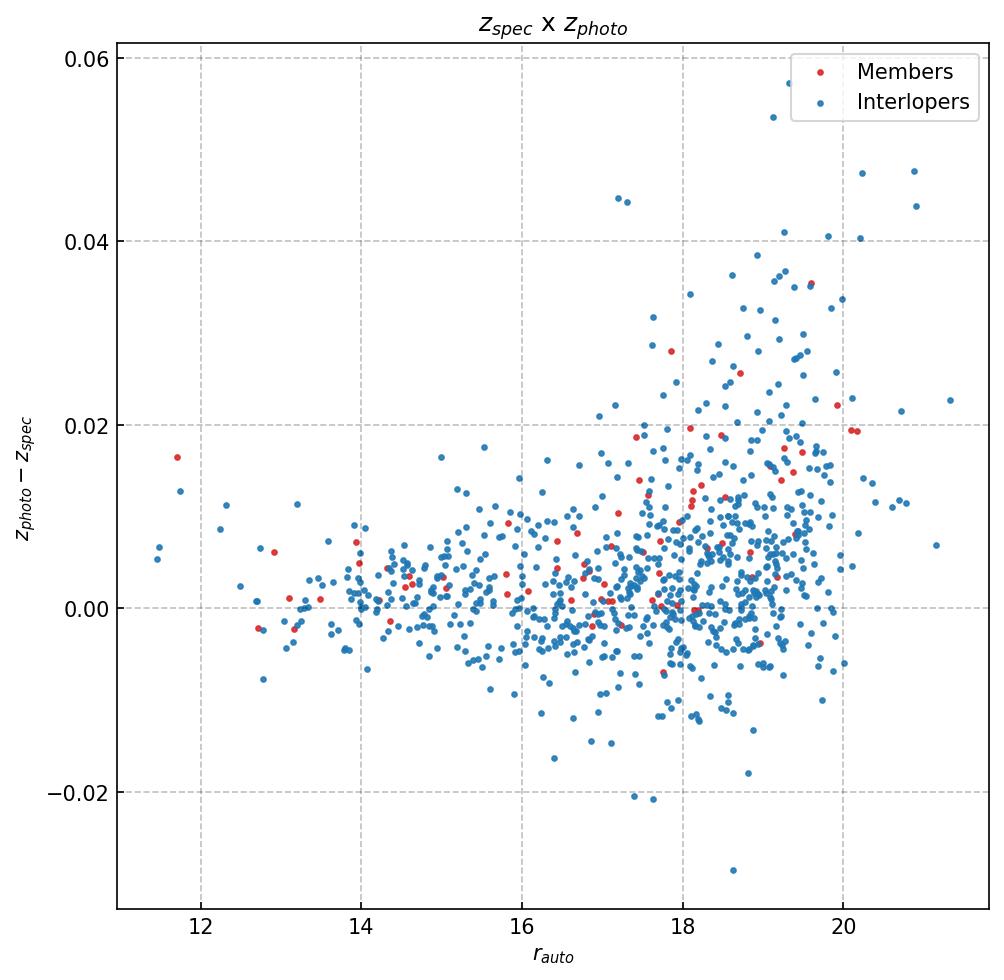 z_spec x z_photo
Members
Interlopers
0.06
0.04
0.02
0.00
−0.02
z_photo − z_spec
12 14 16 18 20
r_auto